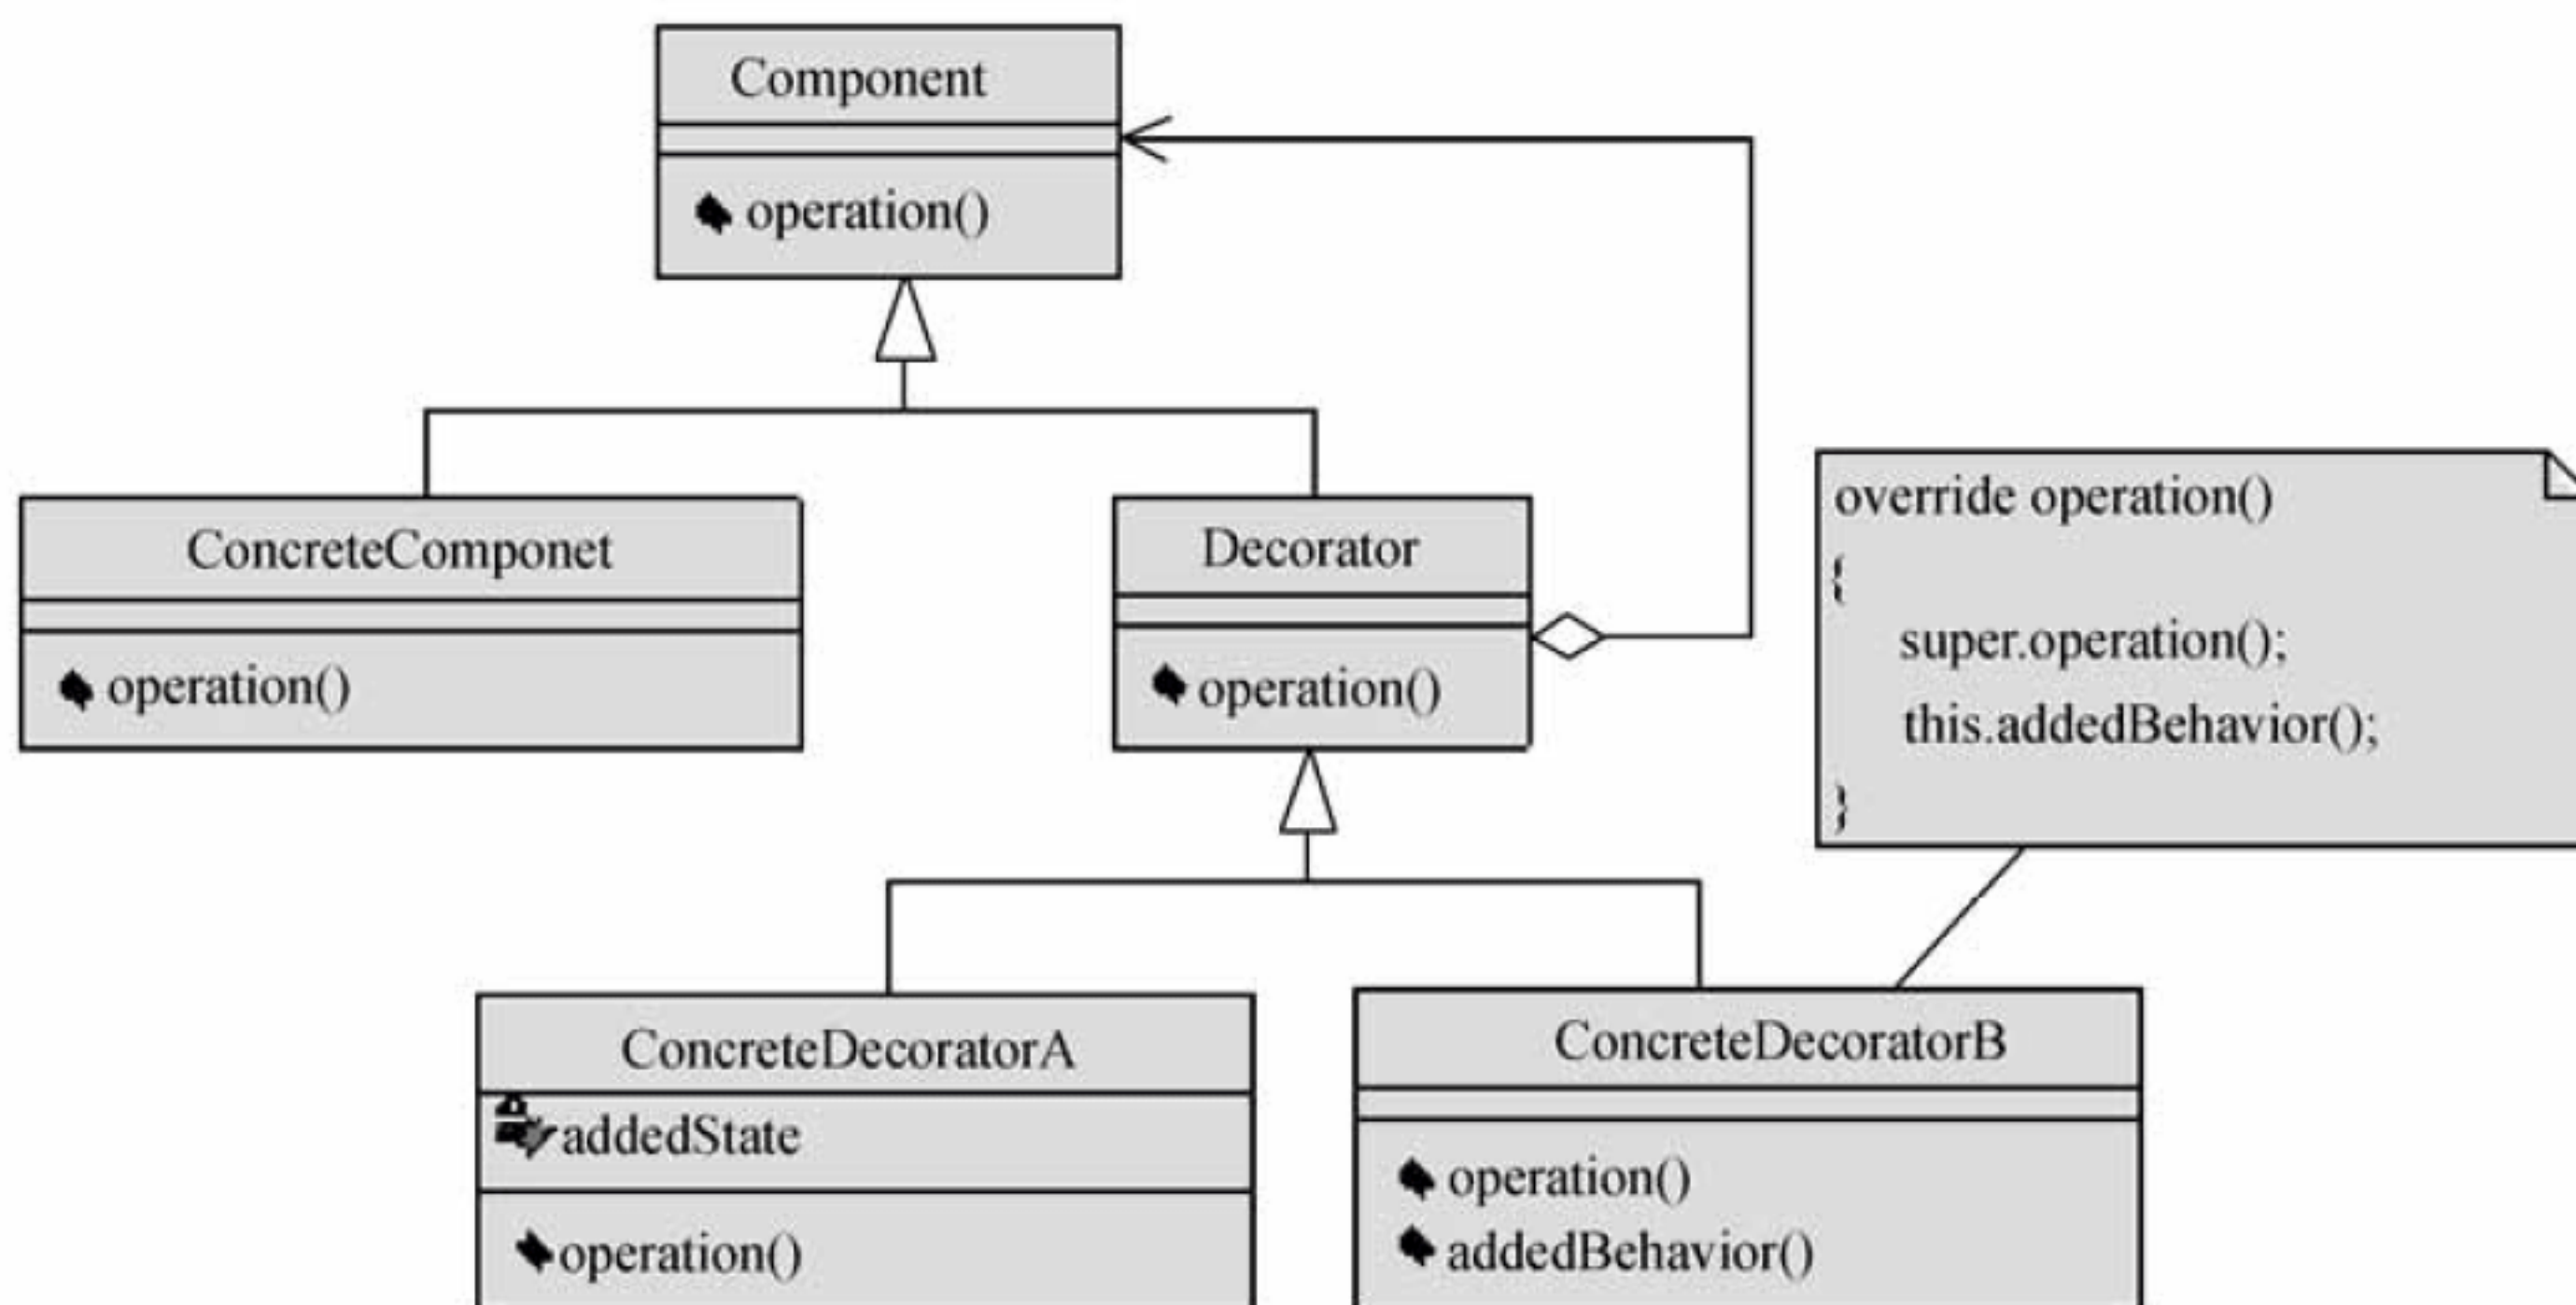 Component
operation()
ConcreteComponet
operation()
Decorator
operation()
override operation()
{
super.operation();
this.addedBehavior();
}
ConcreteDecoratorA
addedState
operation()
ConcreteDecoratorB
operation()
addedBehavior()